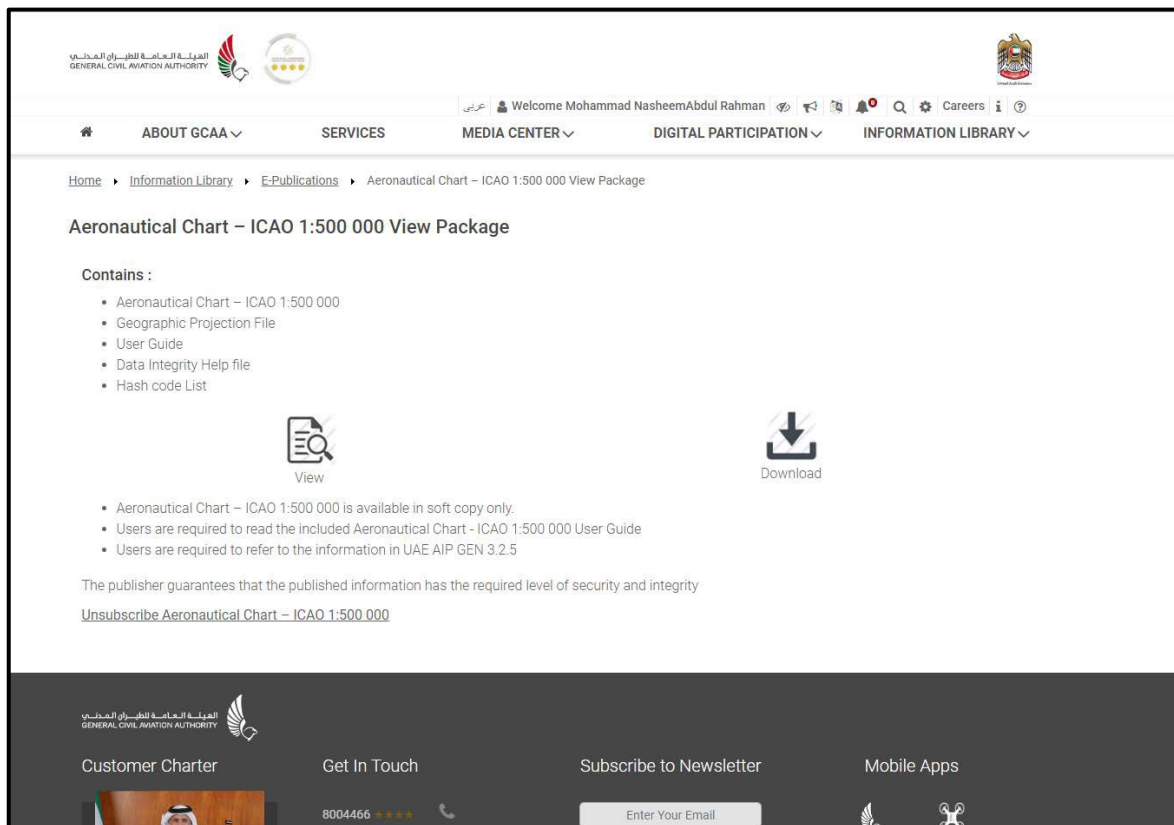 الهيئة العامة للطيران المدني
GENERAL CIVIL AVIATION AUTHORITY
United Arab Emirates
عربي
Welcome Mohammad NasheemAbdul Rahman
0
Careers
ABOUT GCAA
SERVICES
MEDIA CENTER
DIGITAL PARTICIPATION
INFORMATION LIBRARY
Home Information Library E-Publications Aeronautical Chart – ICAO 1:500 000 View Package
Aeronautical Chart – ICAO 1:500 000 View Package
Contains :
Aeronautical Chart – ICAO 1:500 000
Geographic Projection File
User Guide
Data Integrity Help file
Hash code List
View
Download
Aeronautical Chart – ICAO 1:500 000 is available in soft copy only.
Users are required to read the included Aeronautical Chart - ICAO 1:500 000 User Guide
Users are required to refer to the information in UAE AIP GEN 3.2.5
The publisher guarantees that the published information has the required level of security and integrity
Unsubscribe Aeronautical Chart – ICAO 1:500 000
الهيئة العامة للطيران المدني
GENERAL CIVIL AVIATION AUTHORITY
Customer Charter
Get In Touch
Subscribe to Newsletter
Mobile Apps
8004466
Enter Your Email